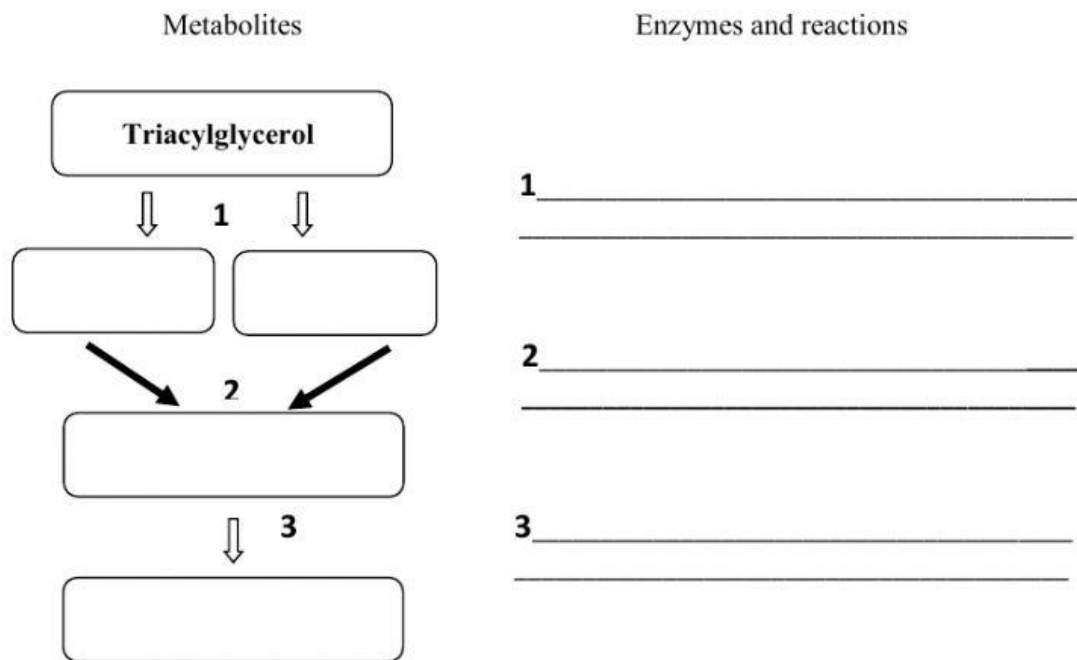 Metabolites
Enzymes and reactions
Triacylglycerol
1
1
2
2
3
3